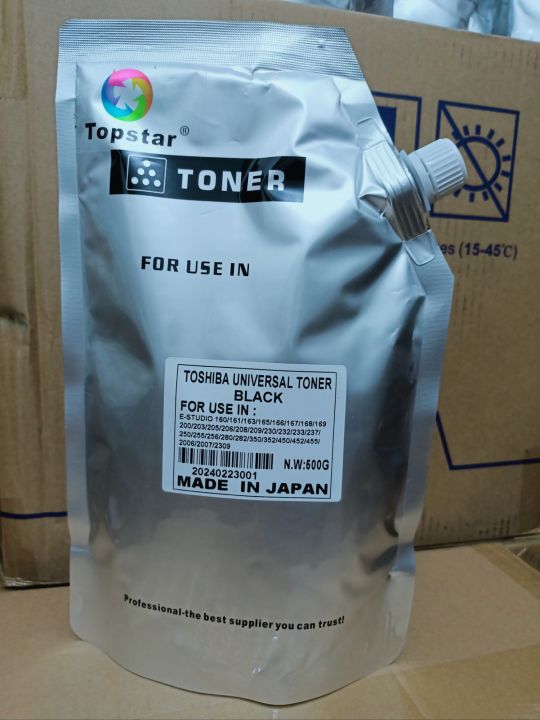 Topstar®
TONER
FOR USE IN
TOSHIBA UNIVERSAL TONER
BLACK
FOR USE IN :
E-STUDIO 160/161/163/165/166/167/168/169
200/203/205/206/208/209/230/232/233/237/
250/255/256/280/282/350/352/450/452/455/
2006/2007/2309
20240223001
N.W:500G
MADE IN JAPAN
Professional-the best supplier you can trust!
(15-45℃)